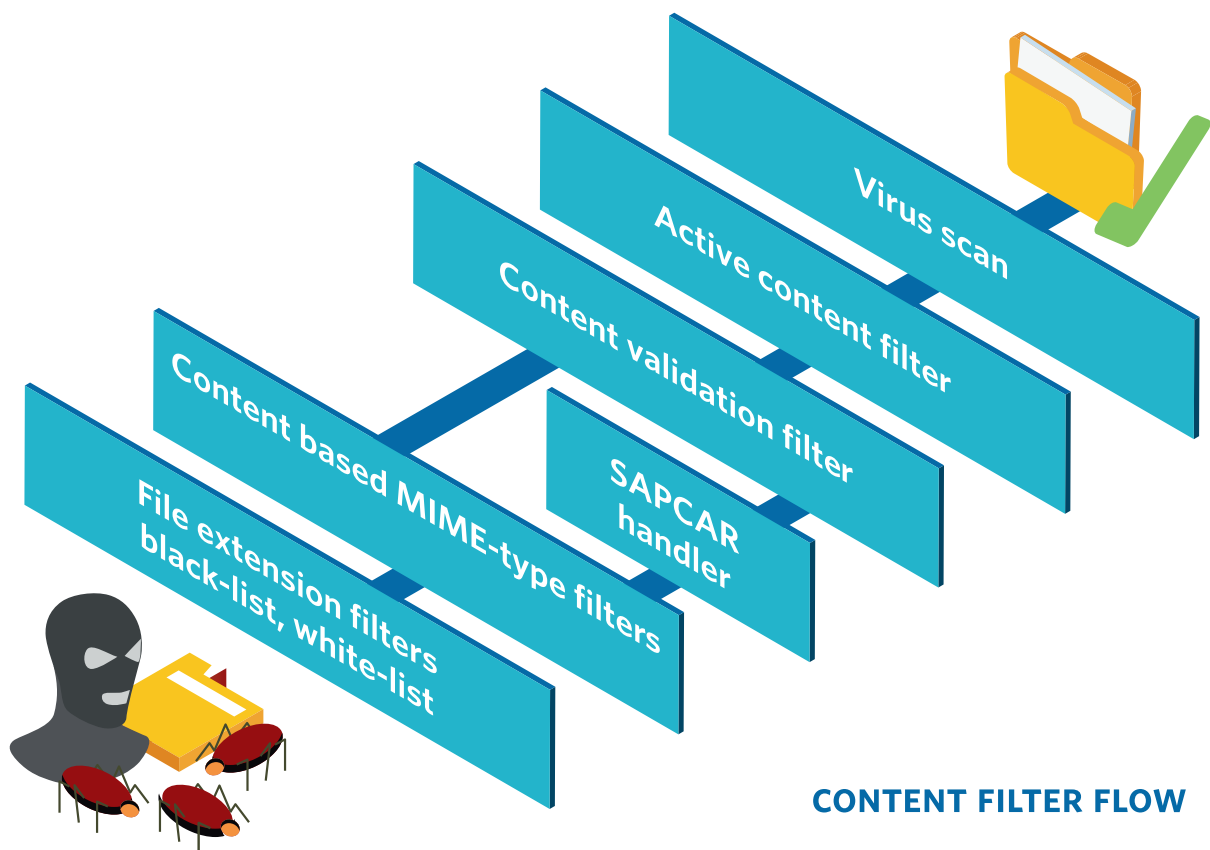 Virus scan
Active content filter
Content validation filter
Content based MIME-type filters
SAPCAR
handler
File extension filters
black-list, white-list
CONTENT FILTER FLOW